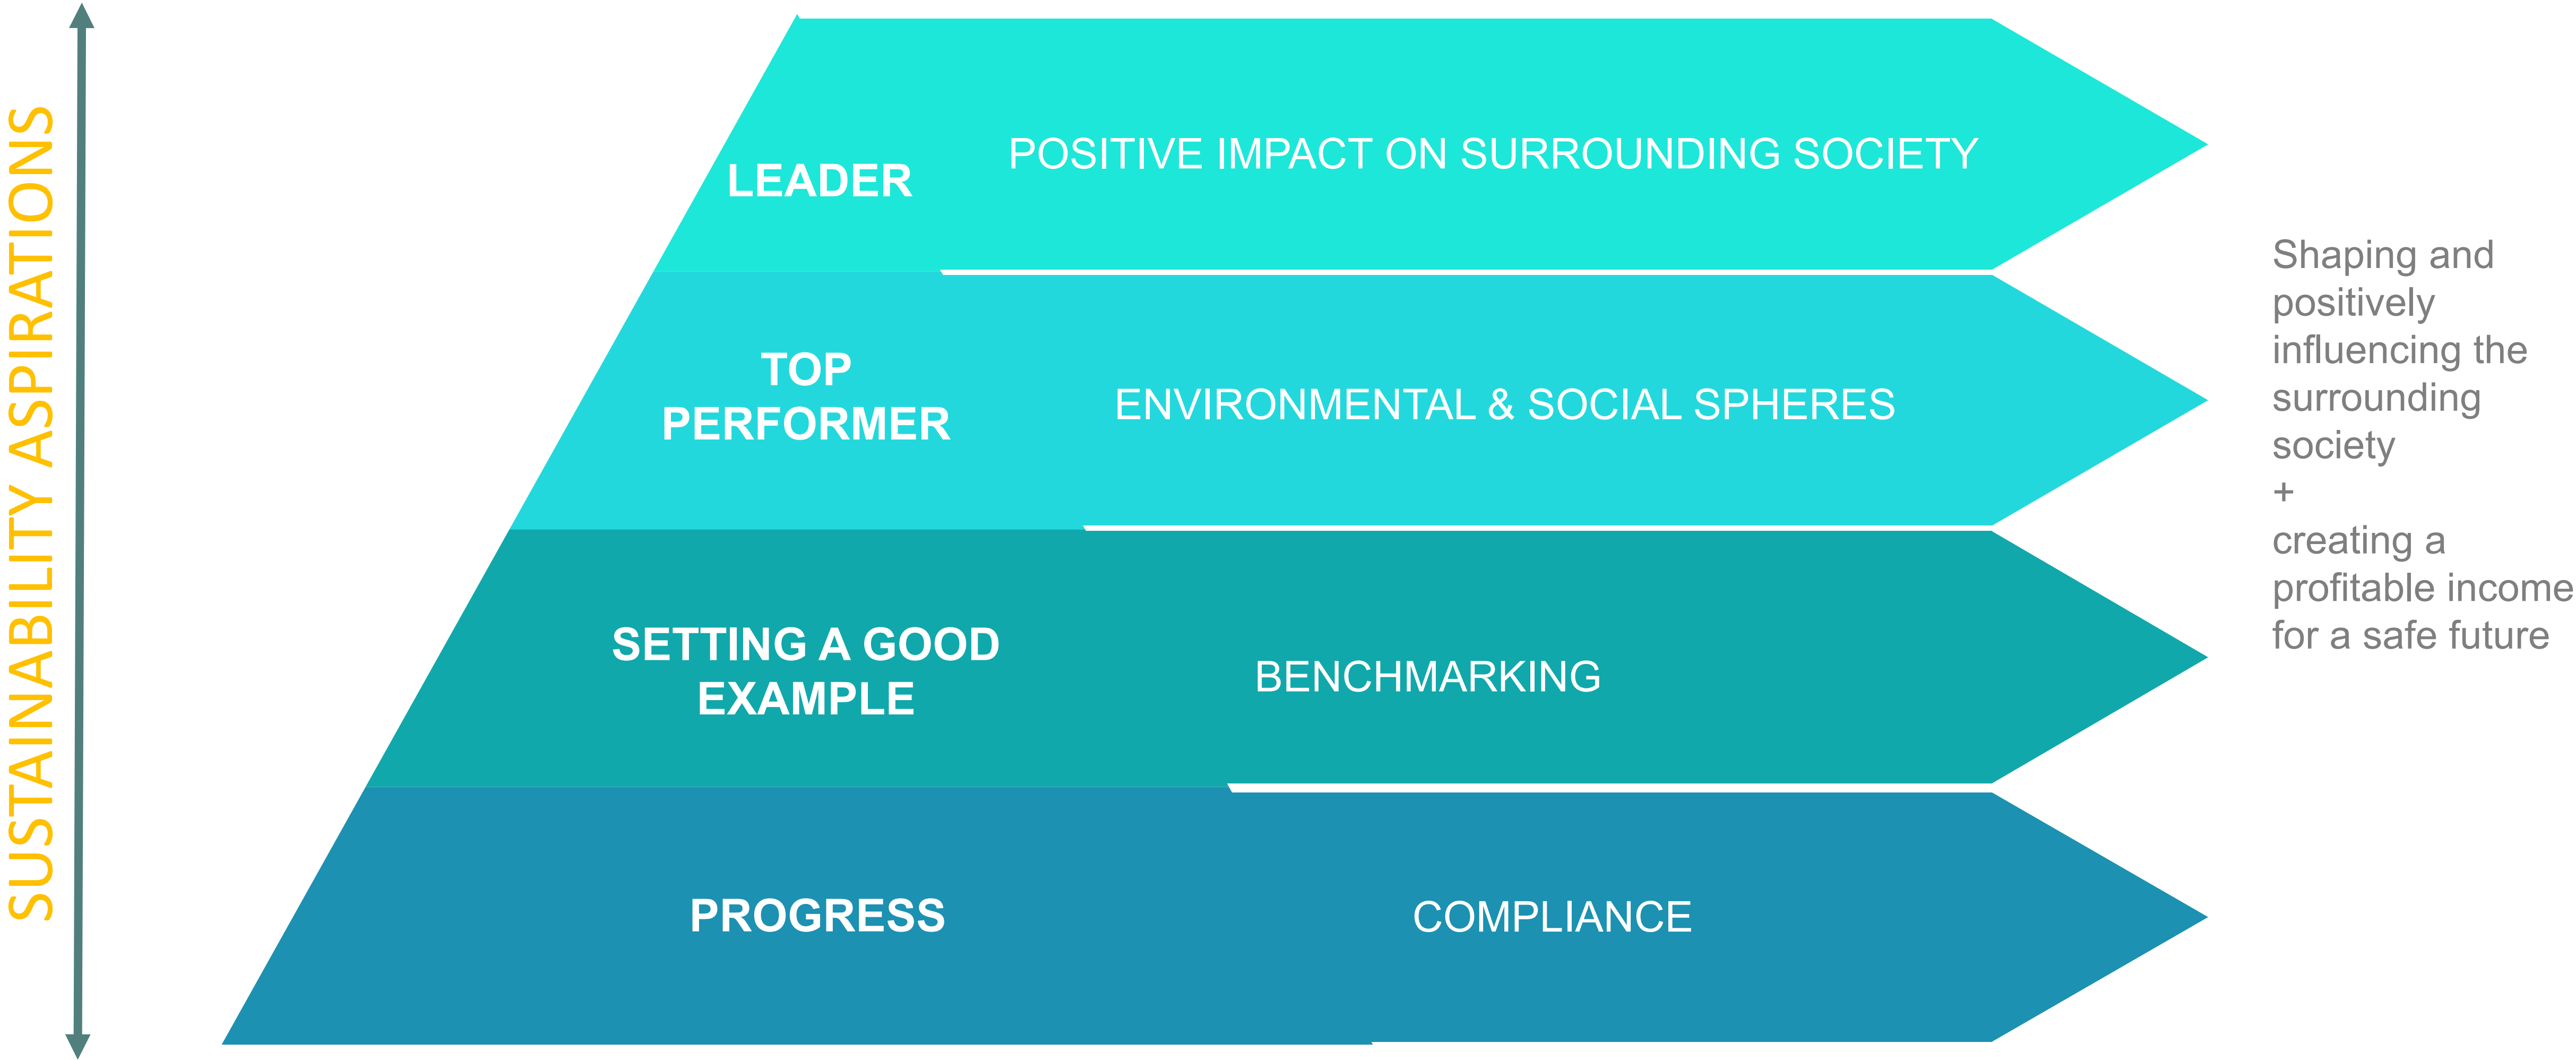 SUSTAINABILITY ASPIRATIONS
LEADER
POSITIVE IMPACT ON SURROUNDING SOCIETY
TOP
PERFORMER
ENVIRONMENTAL & SOCIAL SPHERES
SETTING A GOOD
EXAMPLE
BENCHMARKING
PROGRESS
COMPLIANCE
Shaping and
positively
influencing the
surrounding
society
+
creating a
profitable income
for a safe future